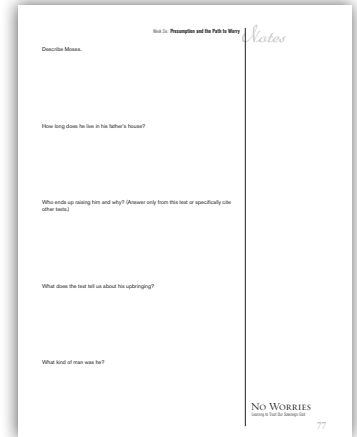 Week Six: Presumption and the Path to Worry
Notes
Describe Moses.
How long does he live in his father's house?
Who ends up raising him and why? (Answer only from this text or specifically cite
other texts.)
What does the text tell us about his upbringing?
What kind of man was he?
NO WORRIES
Learning to Trust Our Sovereign God
77